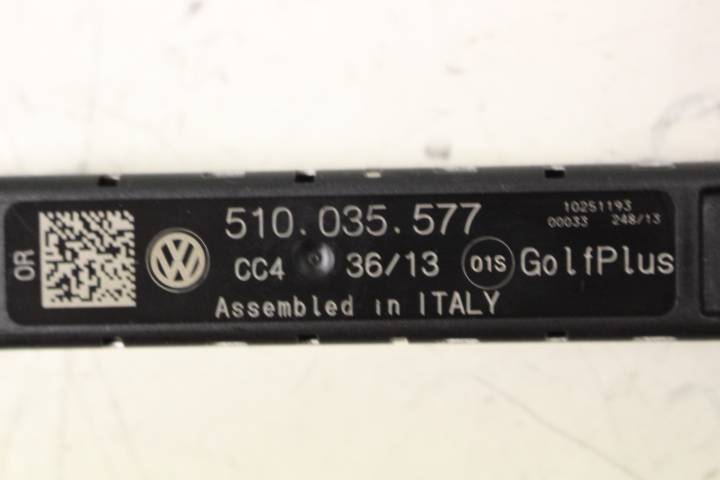 OR
510.035.577
10251193
00033 248/13
CC4 36/13 01S GolfPlus
Assembled in ITALY